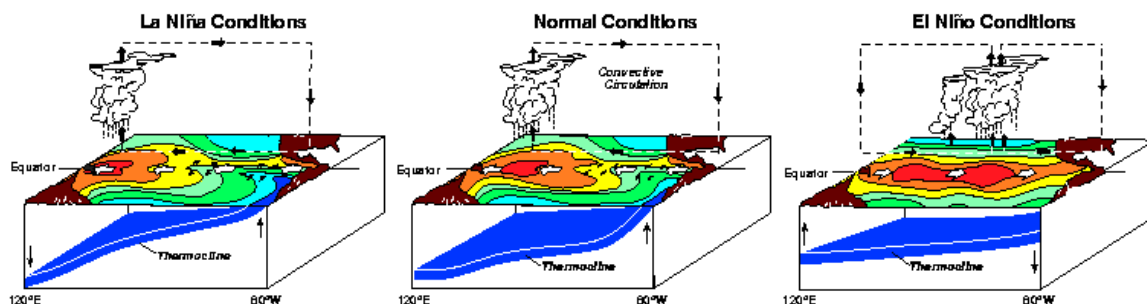 La Niña Conditions
Normal Conditions
El Niño Conditions
Convective
Circulation
Equator
Equator
Equator
Thermocline
Thermocline
Thermocline
120°E
80°W
120°E
80°W
120°E
80°W